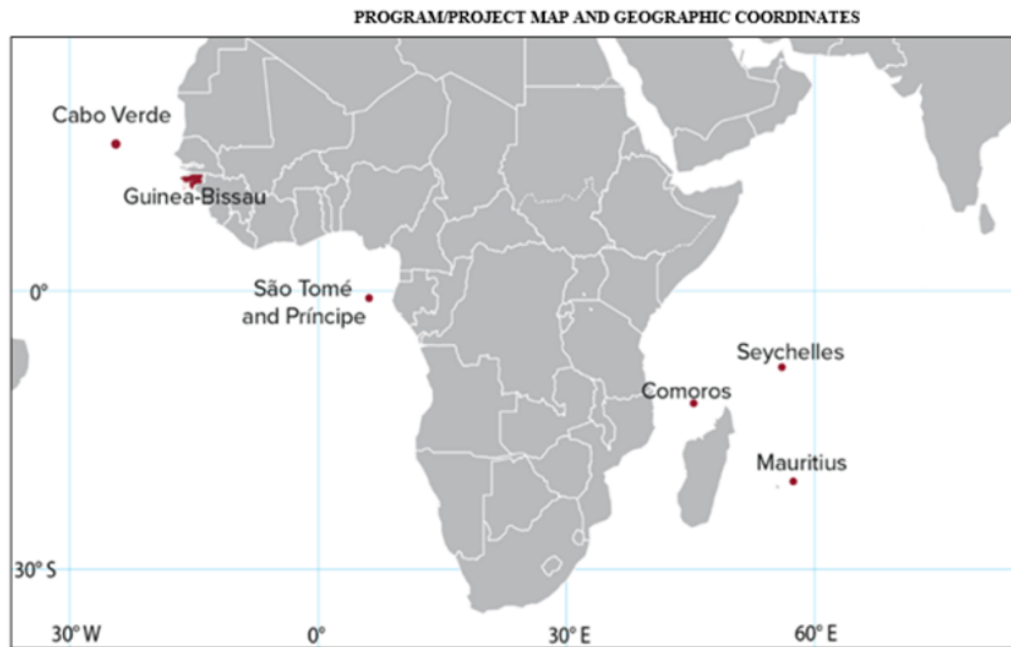 PROGRAM/PROJECT MAP AND GEOGRAPHIC COORDINATES
Cabo Verde
Guinea-Bissau
0°
São Tomé
and Príncipe
Seychelles
Comoros
Mauritius
30°S
30°W
0°
30°E
60°E